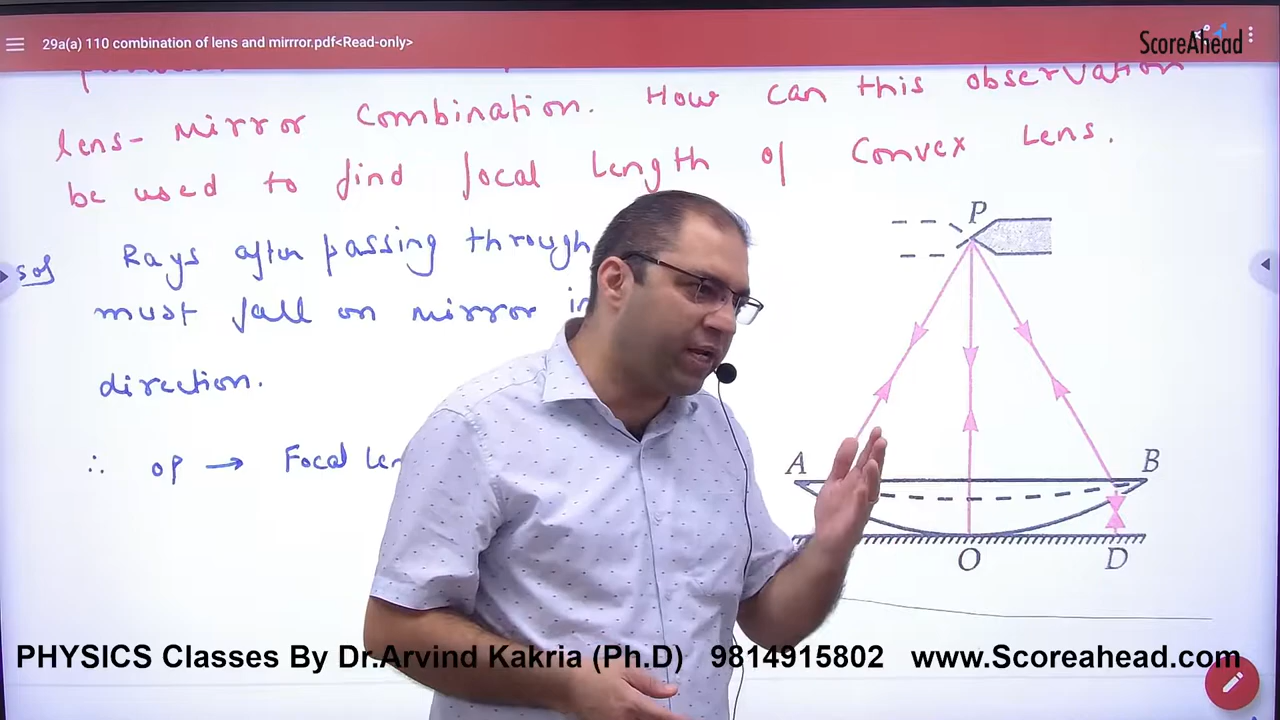 29a(a) 110 combination of lens and mirrror.pdf<Read-only>
ScoreAhead
lens- mirror combination. How can this observation
be used to find focal length of convex lens.
sol Rays after passing through
must fall on mirror in
direction.
∴ OP → Focal Len
P
A B
O D
PHYSICS Classes By Dr.Arvind Kakria (Ph.D) 9814915802 www.Scoreahead.com